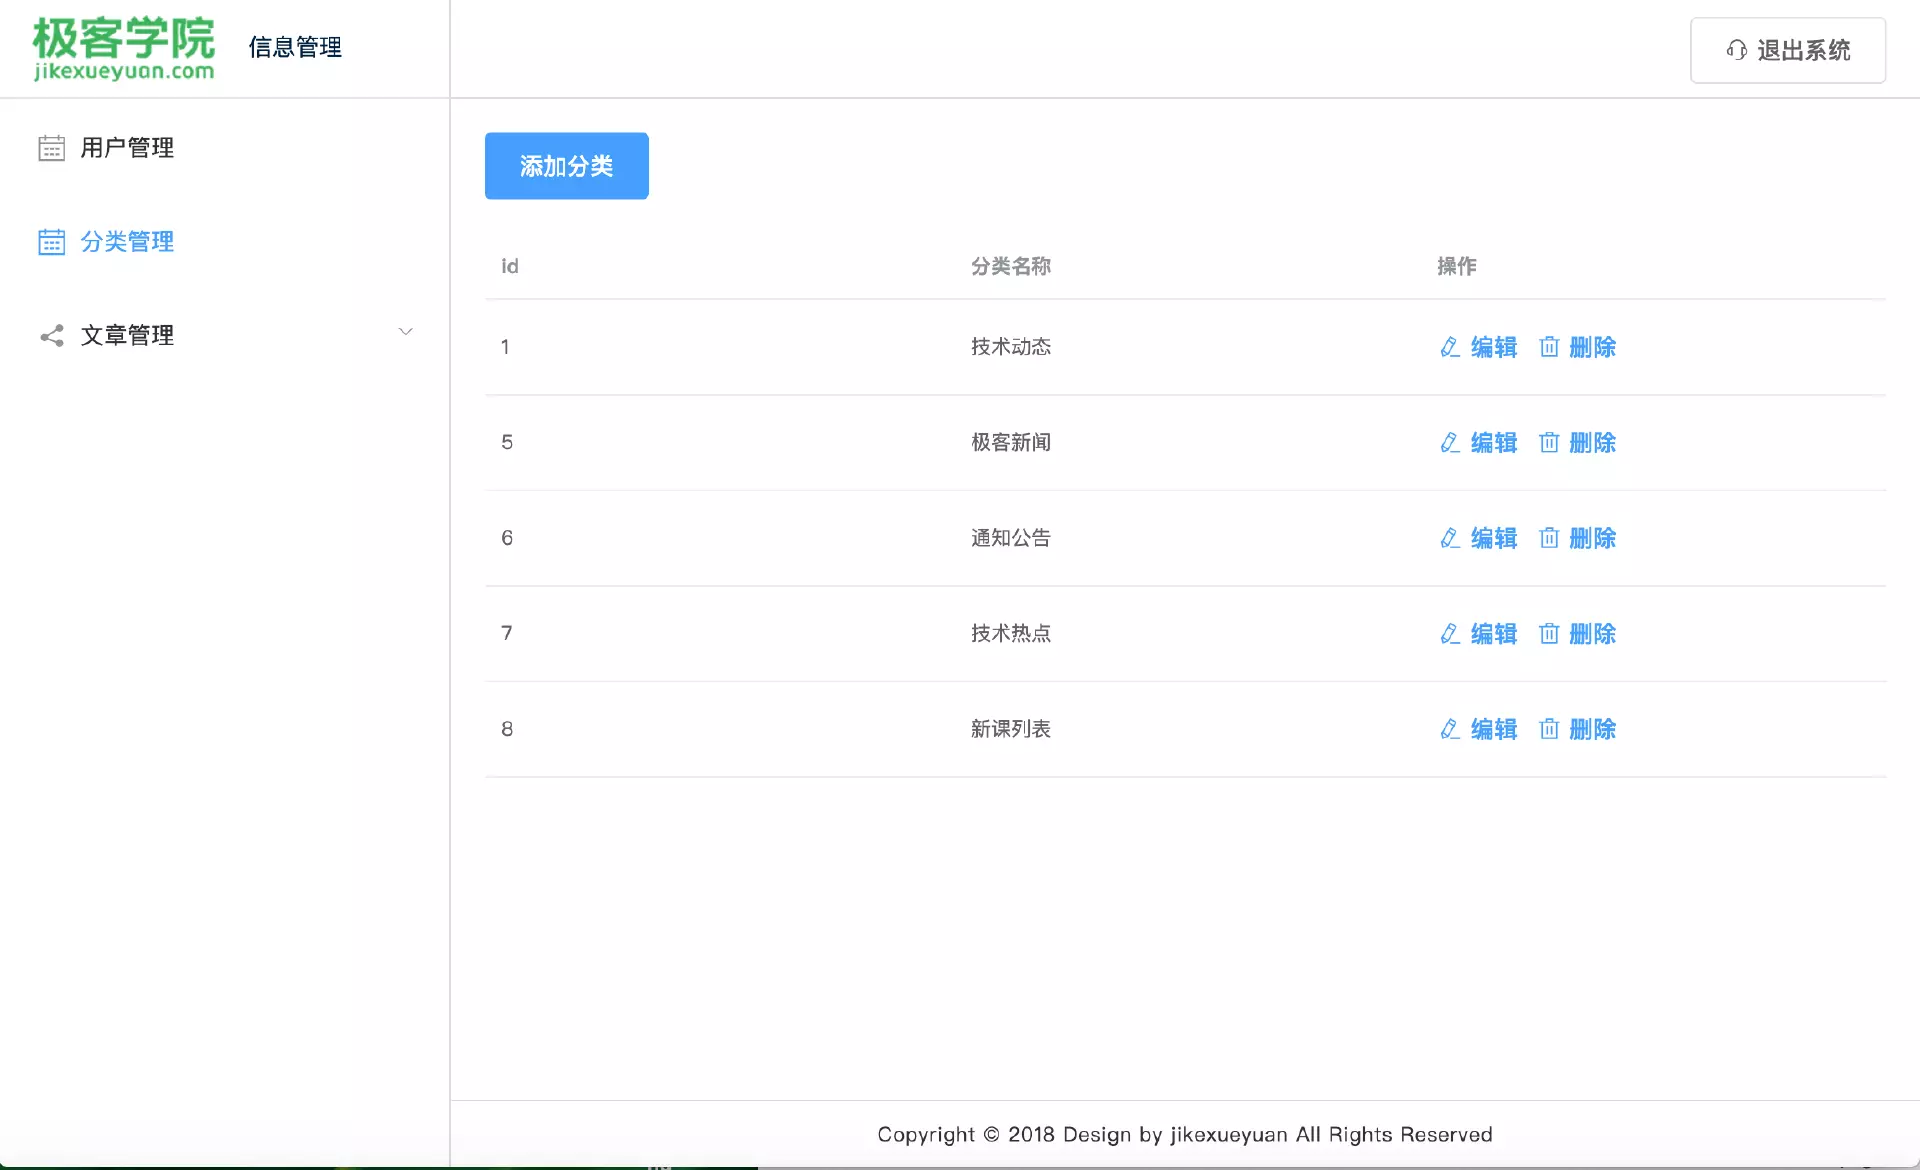 极客学院
jikexueyuan.com
信息管理
退出系统
用户管理
分类管理
文章管理
添加分类
id 分类名称 操作
1 技术动态 编辑 删除
5 极客新闻 编辑 删除
6 通知公告 编辑 删除
7 技术热点 编辑 删除
8 新课列表 编辑 删除
Copyright © 2018 Design by jikexueyuan All Rights Reserved